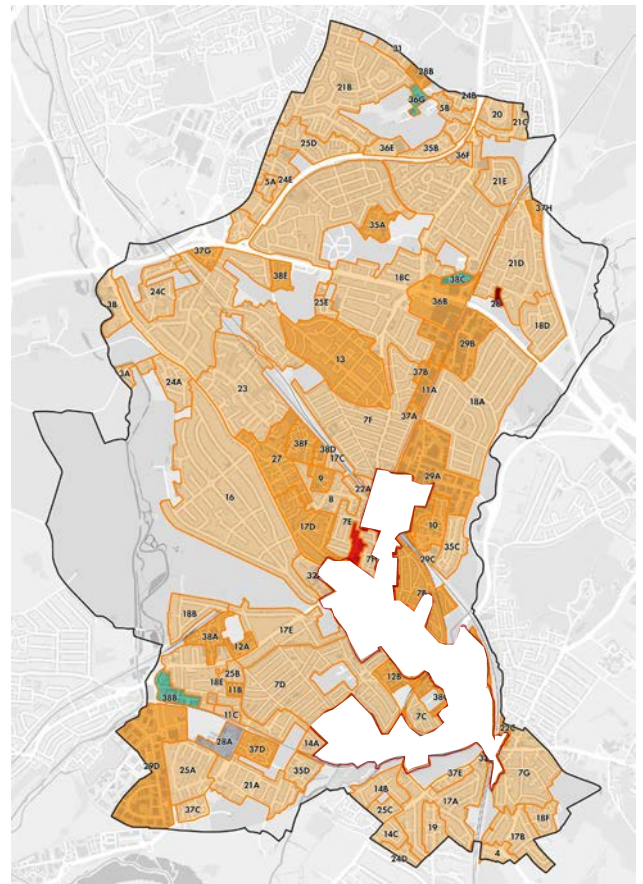 31
28B
21B
36G
24B
5B
20
21C
25D
36E
35B
36F
5A
24E
21E
37H
35A
37G
21D
38E
18C
38C
24C
25E
36B
3B
28
18D
13
29B
3A
24A
37B
11A
18A
23
7F
37A
38F
27
38D
17C
29A
9
22A
16
8
10
17D
7E
35C
7H
29C
32
7B
18B
17E
38A
12A
25B
12B
18E
7D
38B
11B
38
11C
7C
22C
28A
14A
29D
37D
25A
35D
37E
7G
21A
14B
37C
25C
17A
18F
14C
19
17B
4
24D